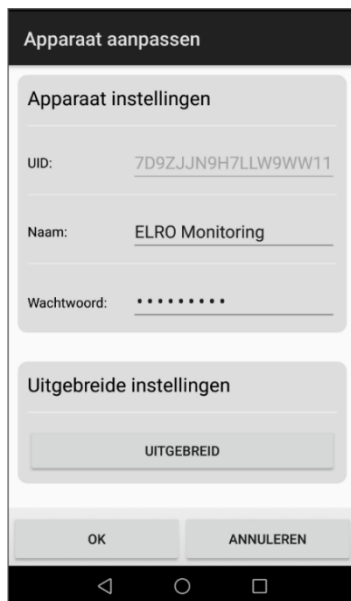 Apparaat aanpassen
Apparaat instellingen
UID: 7D9ZJJN9H7LLW9WW11
Naam: ELRO Monitoring
Wachtwoord: •••••••••
Uitgebreide instellingen
UITGEBREID
OK ANNULEREN